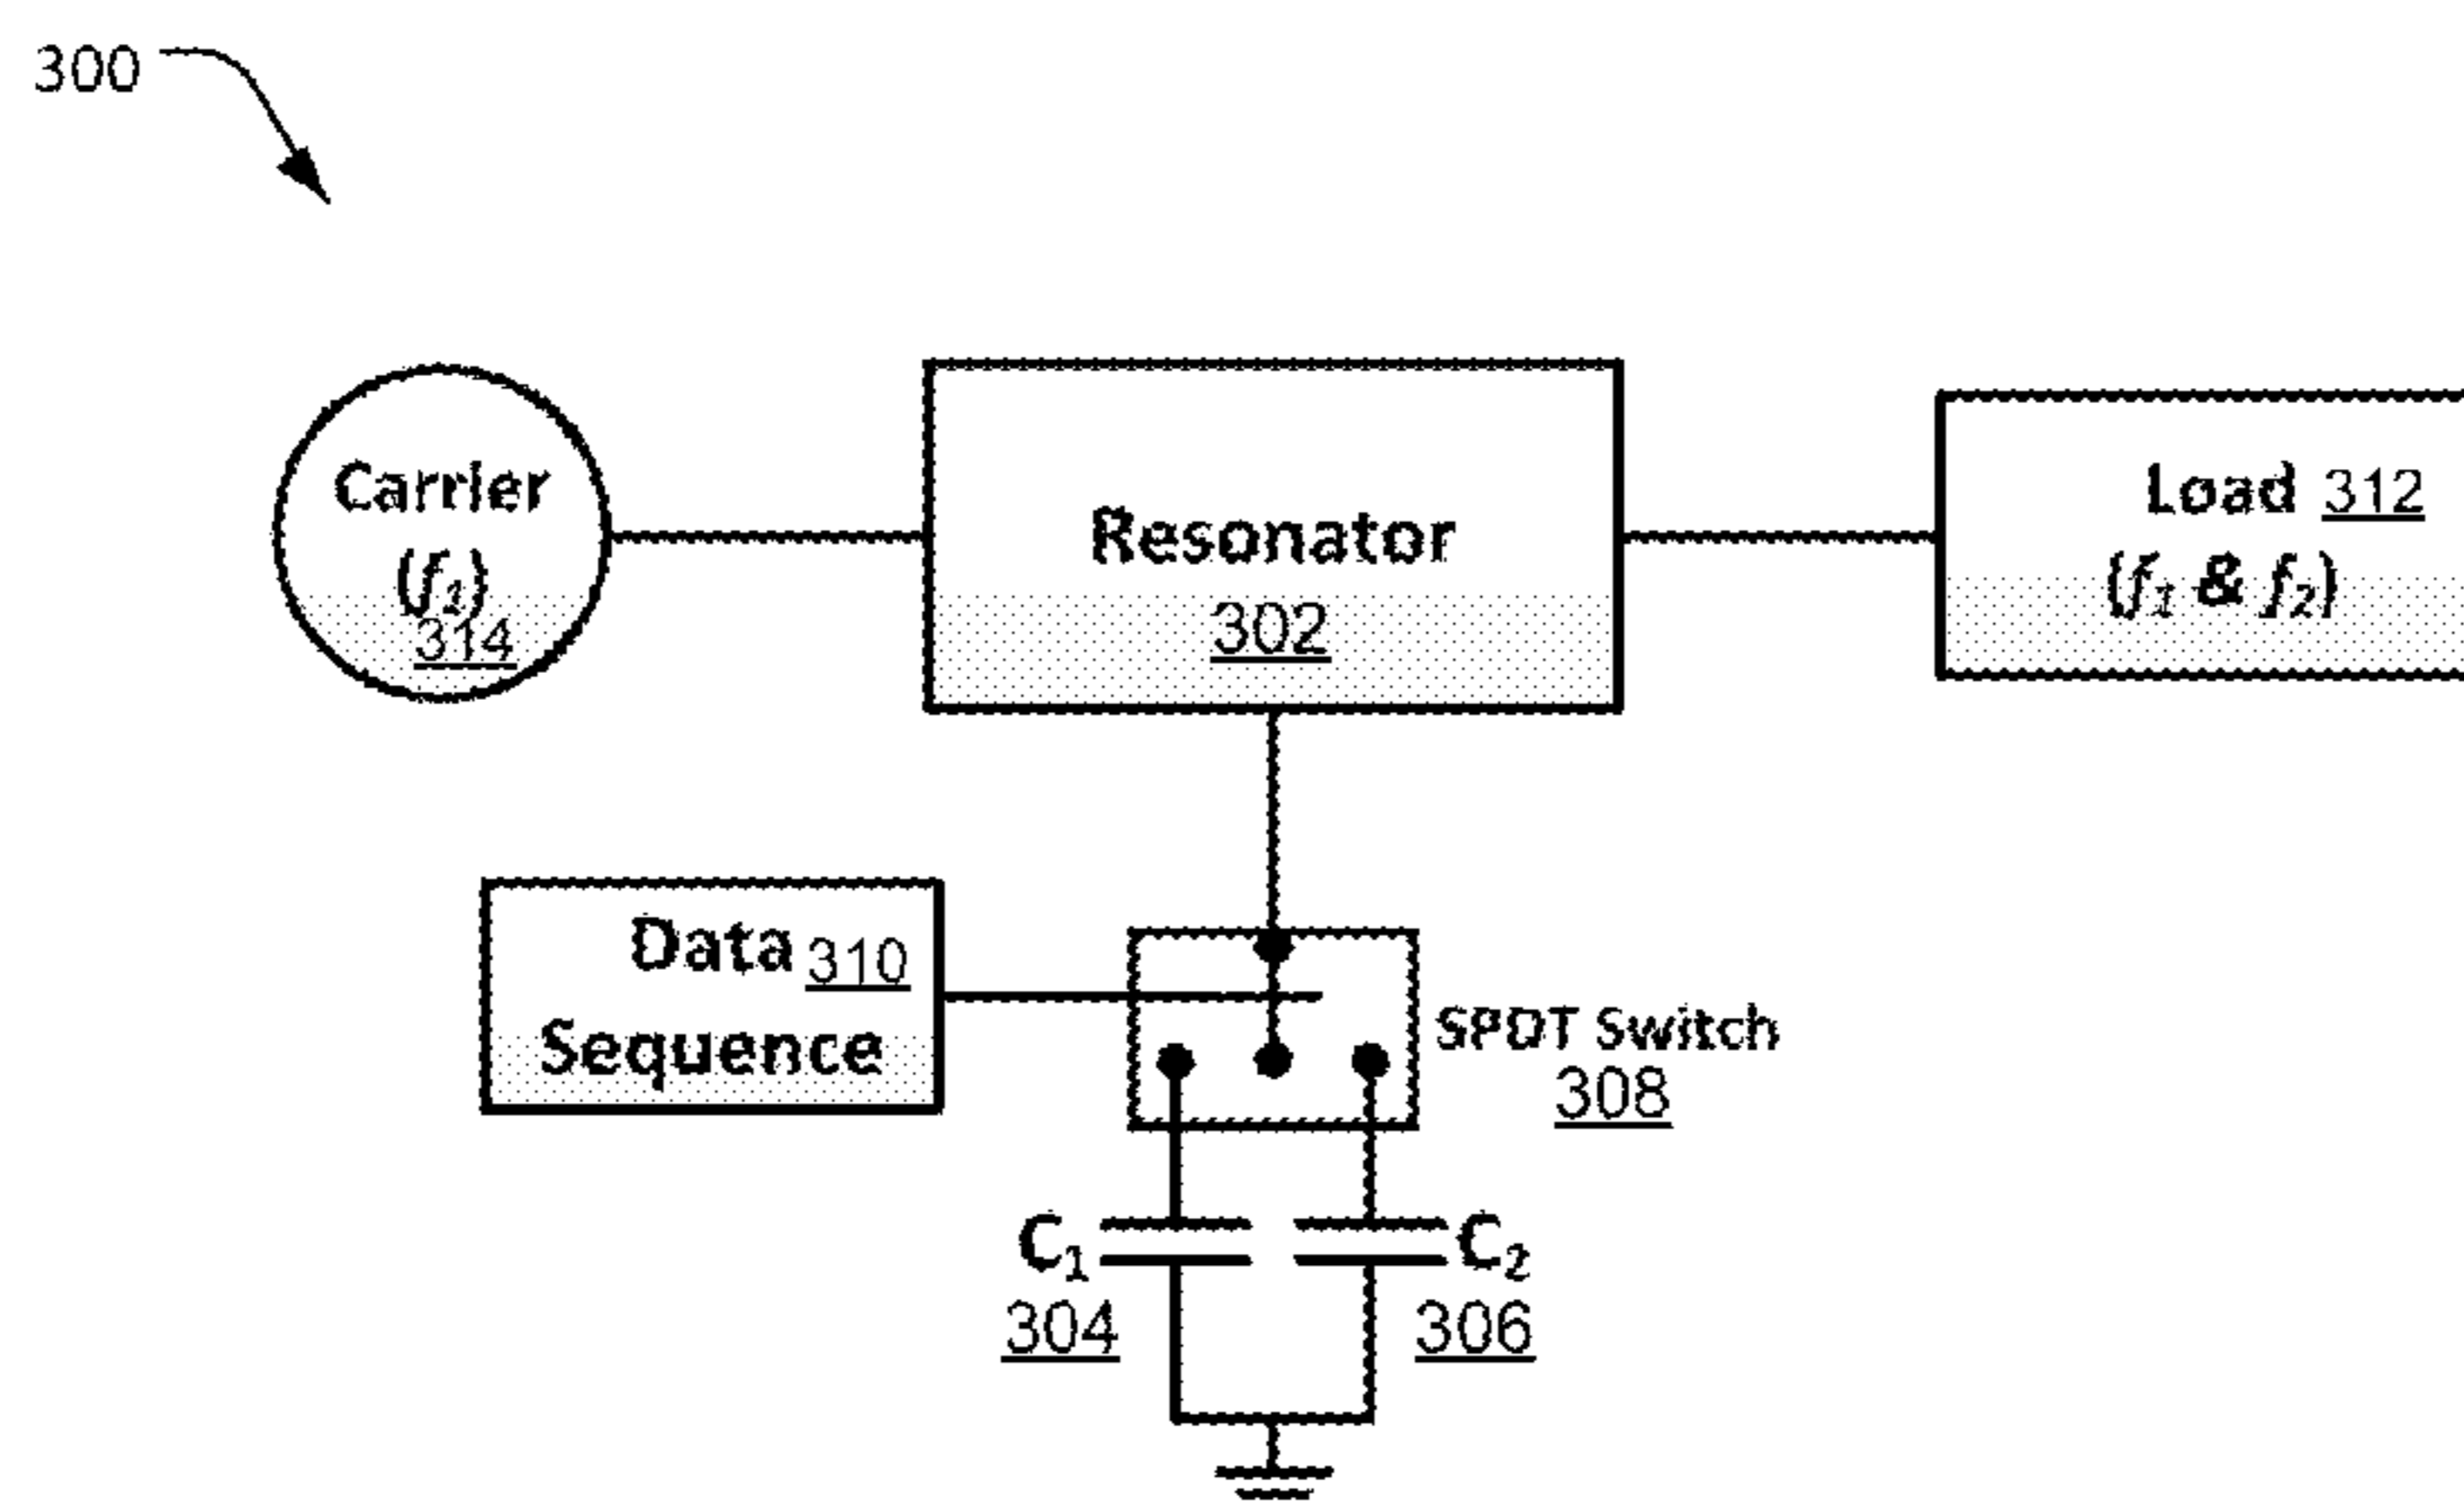 300
Carrier
(f1)
314
Resonator
302
Load 312
(f1 & f2)
Data 310
Sequence
SPDT Switch
308
C1
304
C2
306